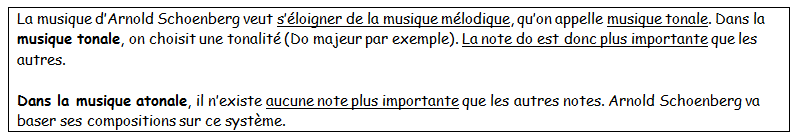 La musique d'Arnold Schoenberg veut s'éloigner de la musique mélodique, qu'on appelle musique tonale. Dans la
musique tonale, on choisit une tonalité (Do majeur par exemple). La note do est donc plus importante que les
autres.
Dans la musique atonale, il n'existe aucune note plus importante que les autres notes. Arnold Schoenberg va
baser ses compositions sur ce système.